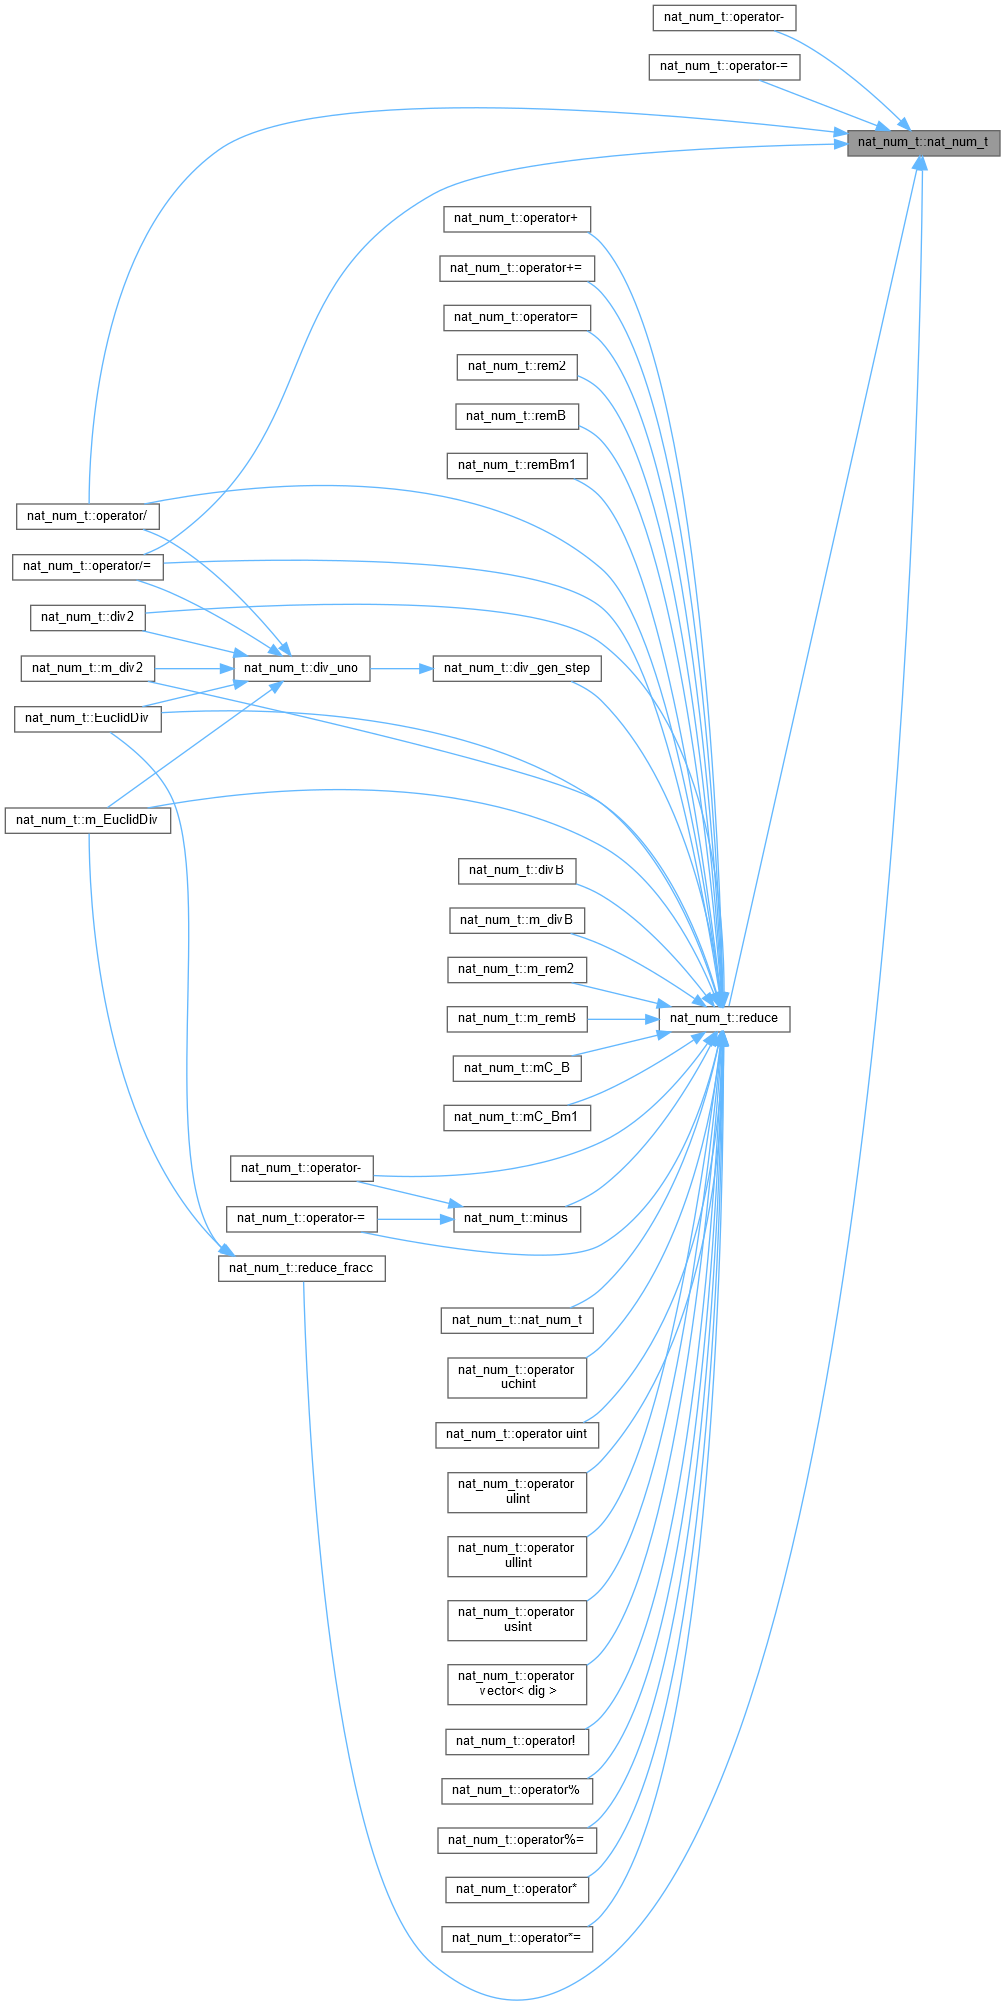 nat_num_t::operator-
nat_num_t::operator-=
nat_num_t::nat_num_t
nat_num_t::operator+
nat_num_t::operator+=
nat_num_t::operator=
nat_num_t::rem2
nat_num_t::remB
nat_num_t::remBm1
nat_num_t::operator/
nat_num_t::operator/=
nat_num_t::div2
nat_num_t::m_div2
nat_num_t::div_uno
nat_num_t::div_gen_step
nat_num_t::EuclidDiv
nat_num_t::m_EuclidDiv
nat_num_t::divB
nat_num_t::m_divB
nat_num_t::m_rem2
nat_num_t::m_remB
nat_num_t::reduce
nat_num_t::mC_B
nat_num_t::mC_Bm1
nat_num_t::operator-
nat_num_t::operator-=
nat_num_t::minus
nat_num_t::reduce_fracc
nat_num_t::nat_num_t
nat_num_t::operator
uchint
nat_num_t::operator uint
nat_num_t::operator
ulint
nat_num_t::operator
ullint
nat_num_t::operator
usint
nat_num_t::operator
vector< dig >
nat_num_t::operator!
nat_num_t::operator%
nat_num_t::operator%=
nat_num_t::operator*
nat_num_t::operator*=